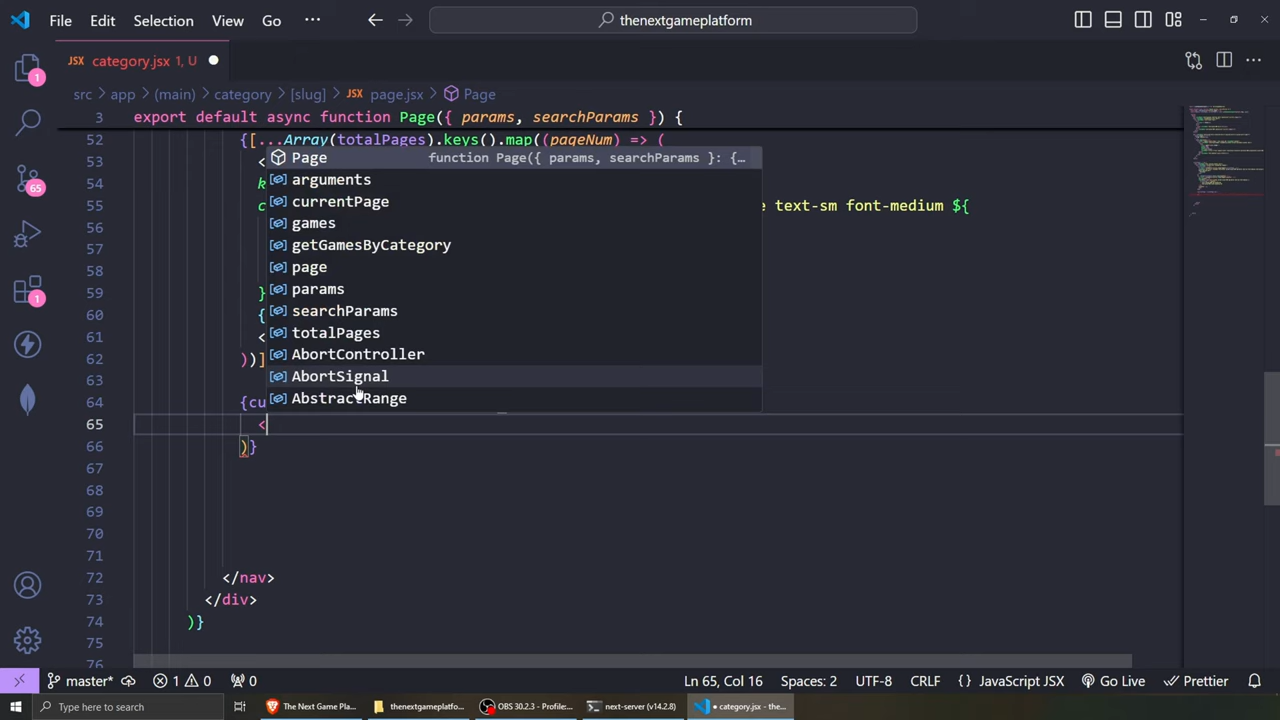 File Edit Selection View Go ··· thenextgameplatform
JSX category.jsx 1, U
src > app > (main) > category > [slug] > JSX page.jsx > Page
3 export default async function Page({ params, searchParams }) {
52 {[...Array(totalPages).keys().map((pageNum) => (
53 <
Page function Page({ params, searchParams }: {…
54 k
arguments
55 c e text-sm font-medium ${
currentPage
56
games
57
getGamesByCategory
58
page
59 }
params
60 {
searchParams
61 <
totalPages
62 ))]
AbortController
63
AbortSignal
64 {cu
AbstractRange
65 <
66 )}
67
68
69
70
71
72 </nav>
73 </div>
74 )}
75
76
1
65
1
master* 1 0 0 Ln 65, Col 16 Spaces: 2 UTF-8 CRLF {} JavaScript JSX Go Live Prettier
Type here to search The Next Game Pla... thenextgameplatfo... OBS 30.2.3 - Profile:... next-server (v14.2.8) • category.jsx - the...